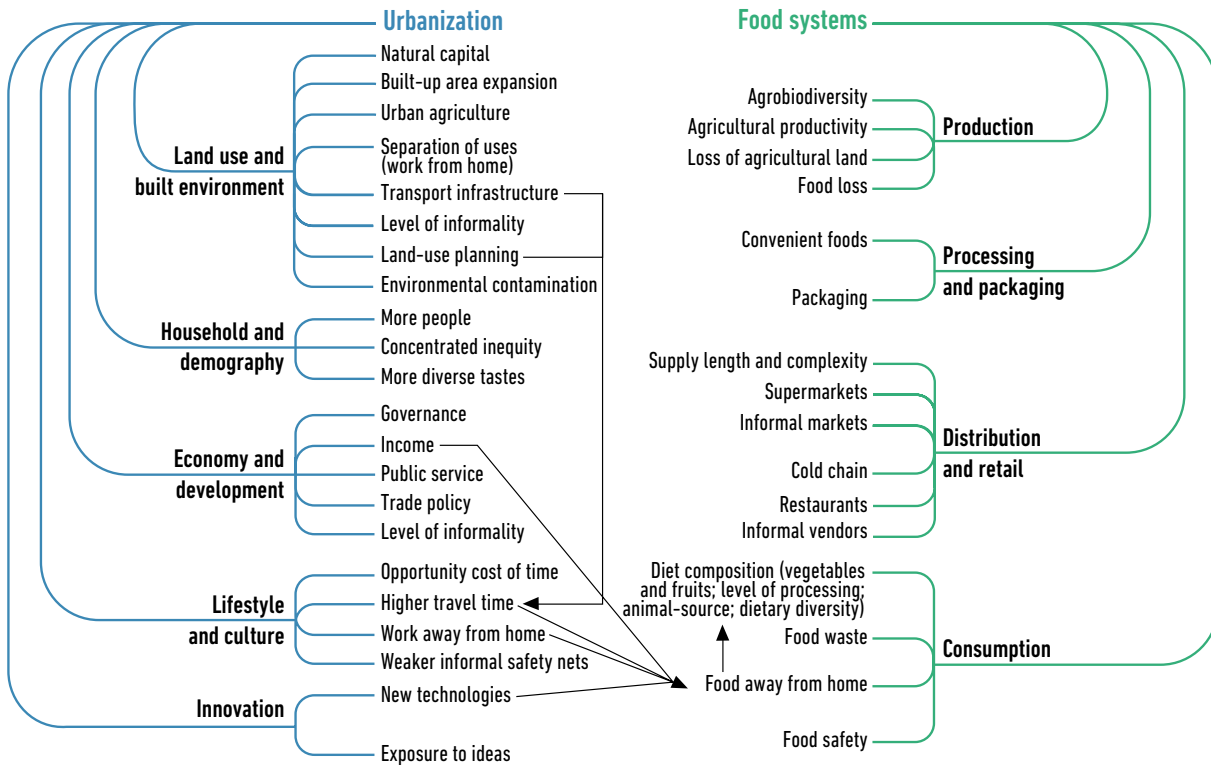 Urbanization
Natural capital
Built-up area expansion
Urban agriculture
Separation of uses
(work from home)
Transport infrastructure
Level of informality
Land-use planning
Environmental contamination
Land use and
built environment
More people
Concentrated inequity
More diverse tastes
Household and
demography
Governance
Income
Public service
Trade policy
Level of informality
Economy and
development
Opportunity cost of time
Higher travel time
Work away from home
Weaker informal safety nets
Lifestyle
and culture
New technologies
Exposure to ideas
Innovation
Food systems
Agrobiodiversity
Agricultural productivity
Loss of agricultural land
Food loss
Production
Convenient foods
Packaging
Processing
and packaging
Supply length and complexity
Supermarkets
Informal markets
Cold chain
Restaurants
Informal vendors
Distribution
and retail
Diet composition (vegetables
and fruits; level of processing;
animal-source; dietary diversity)
Food waste
Food away from home
Food safety
Consumption